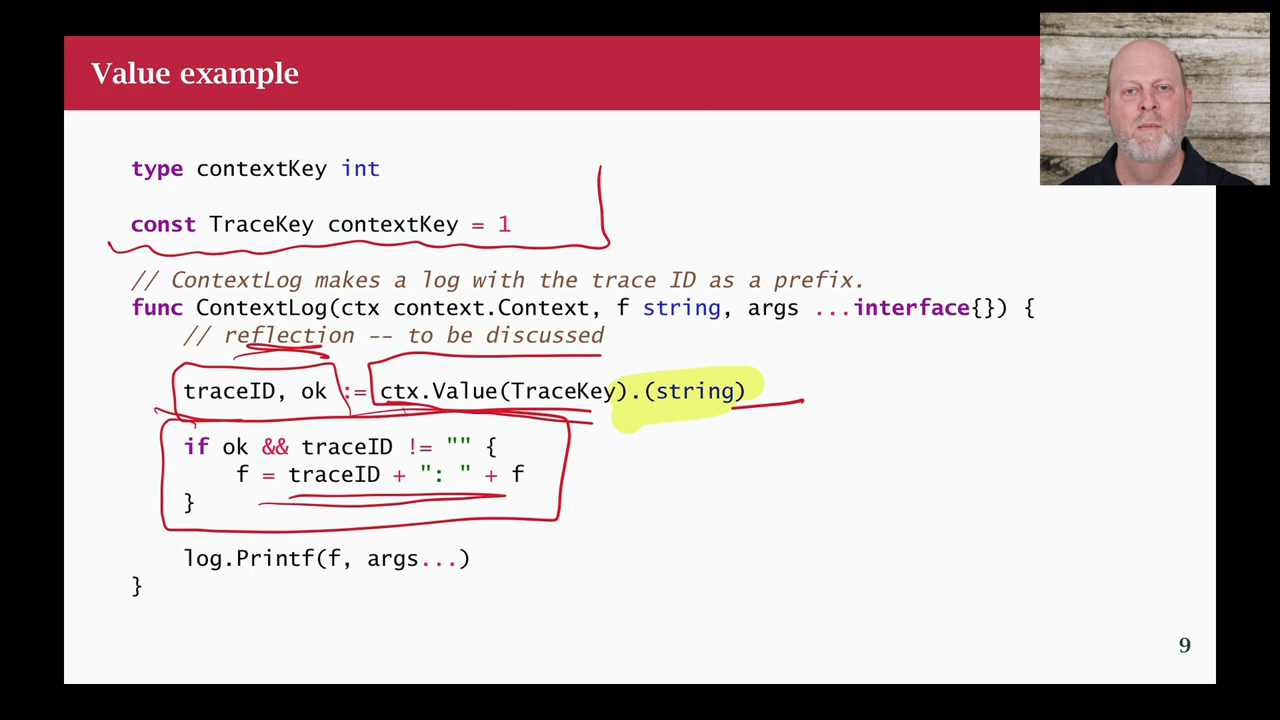 Value example
type contextKey int
const TraceKey contextKey = 1
// ContextLog makes a log with the trace ID as a prefix.
func ContextLog(ctx context.Context, f string, args ...interface{}) {
// reflection -- to be discussed
traceID, ok := ctx.Value(TraceKey).(string)
if ok && traceID != "" {
f = traceID + ": " + f
}
log.Printf(f, args...)
}
9